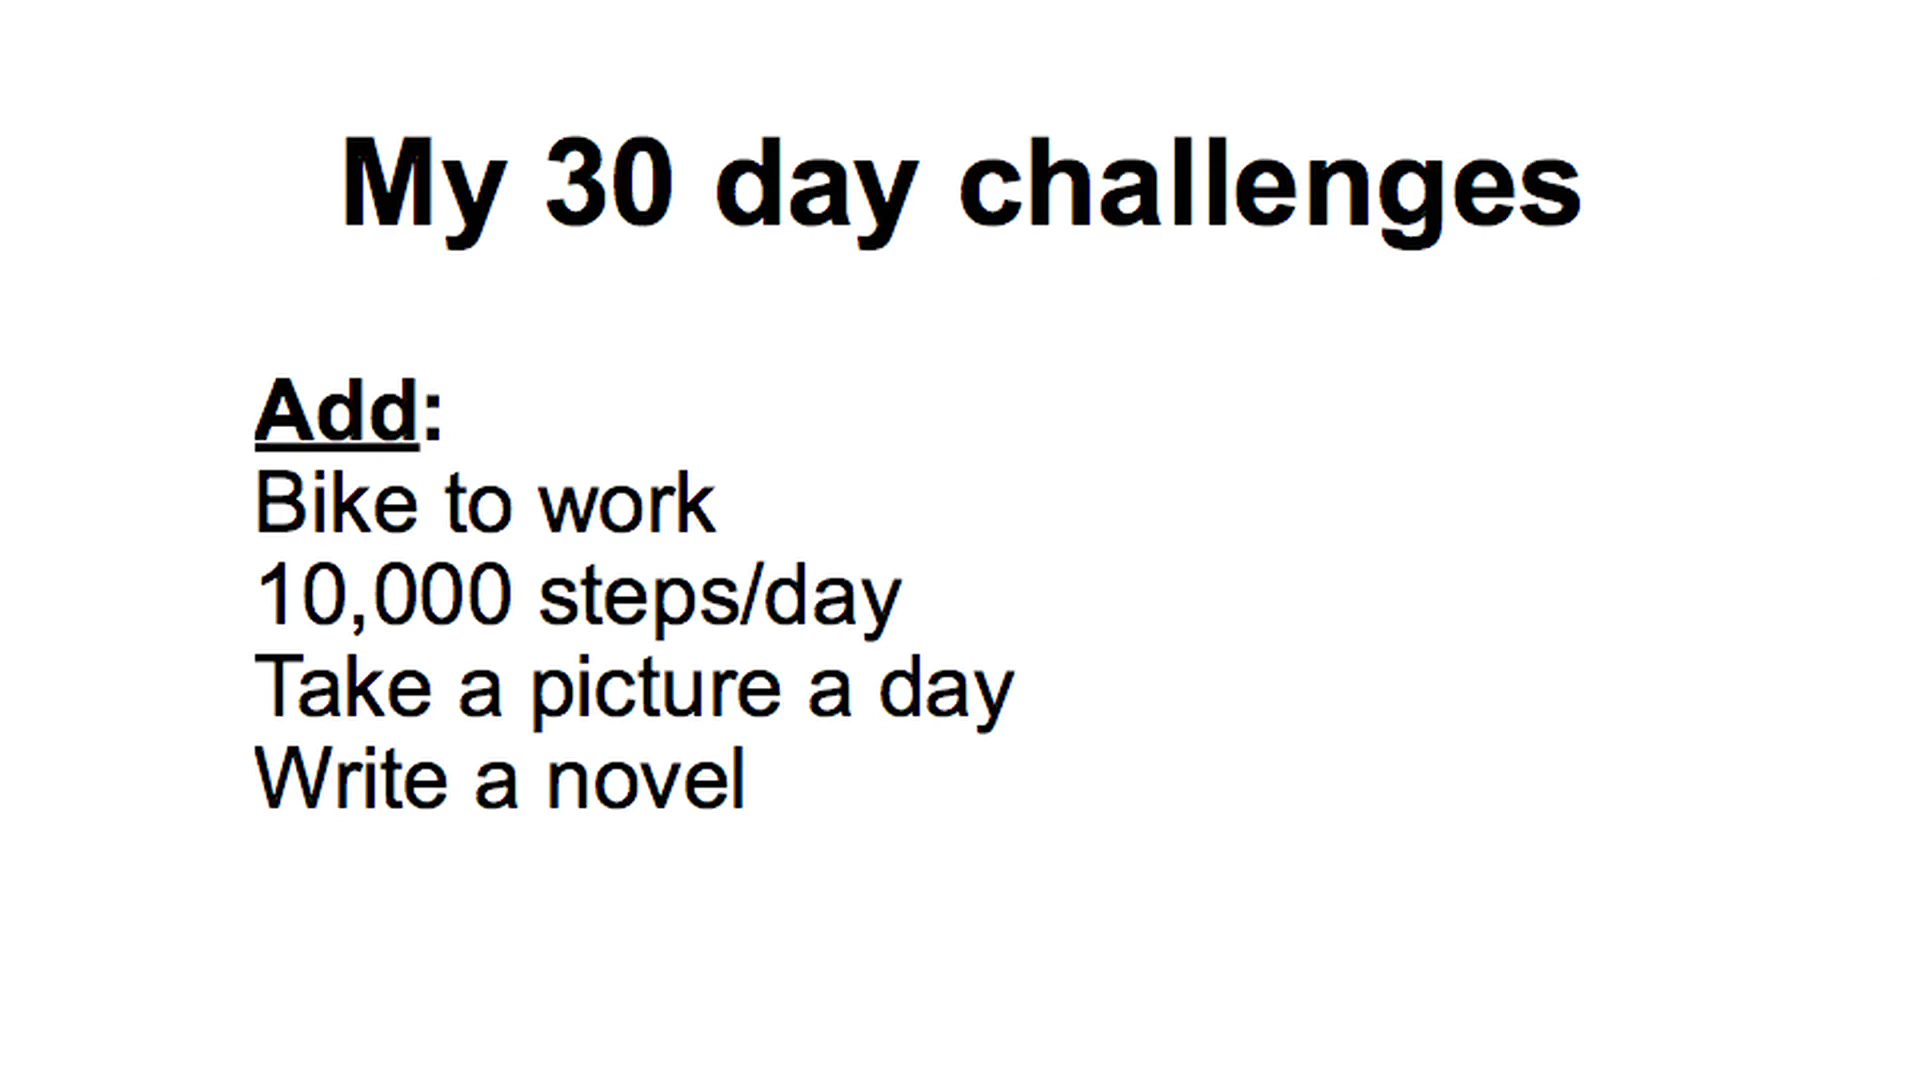 My 30 day challenges
Add:
Bike to work
10,000 steps/day
Take a picture a day
Write a novel